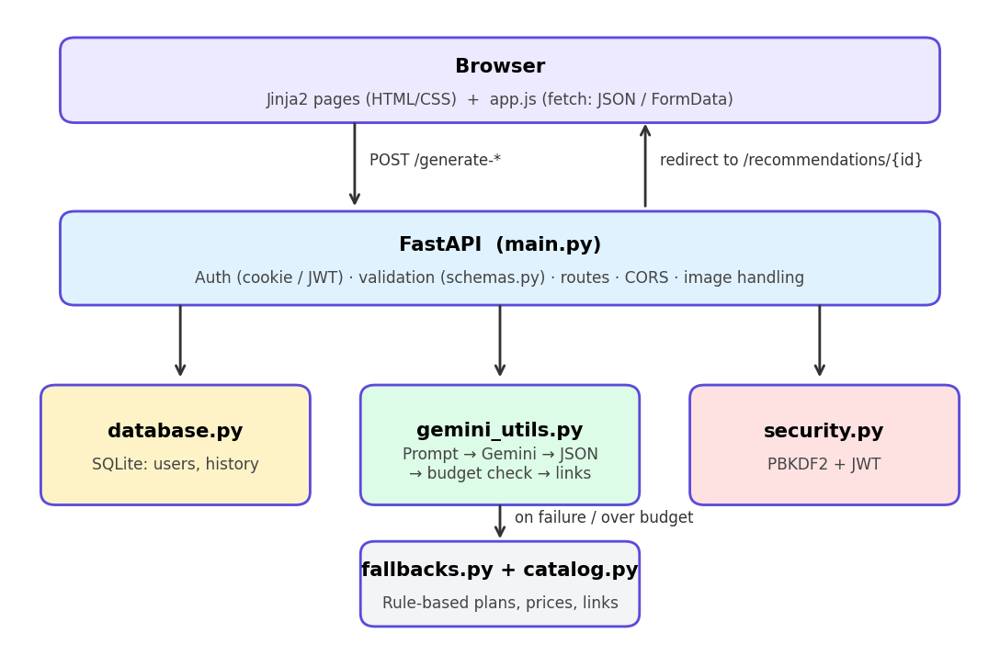 Browser
Jinja2 pages (HTML/CSS) + app.js (fetch: JSON / FormData)
POST /generate-*
redirect to /recommendations/{id}
FastAPI (main.py)
Auth (cookie / JWT) · validation (schemas.py) · routes · CORS · image handling
database.py
SQLite: users, history
gemini_utils.py
Prompt → Gemini → JSON
→ budget check → links
security.py
PBKDF2 + JWT
on failure / over budget
fallbacks.py + catalog.py
Rule-based plans, prices, links